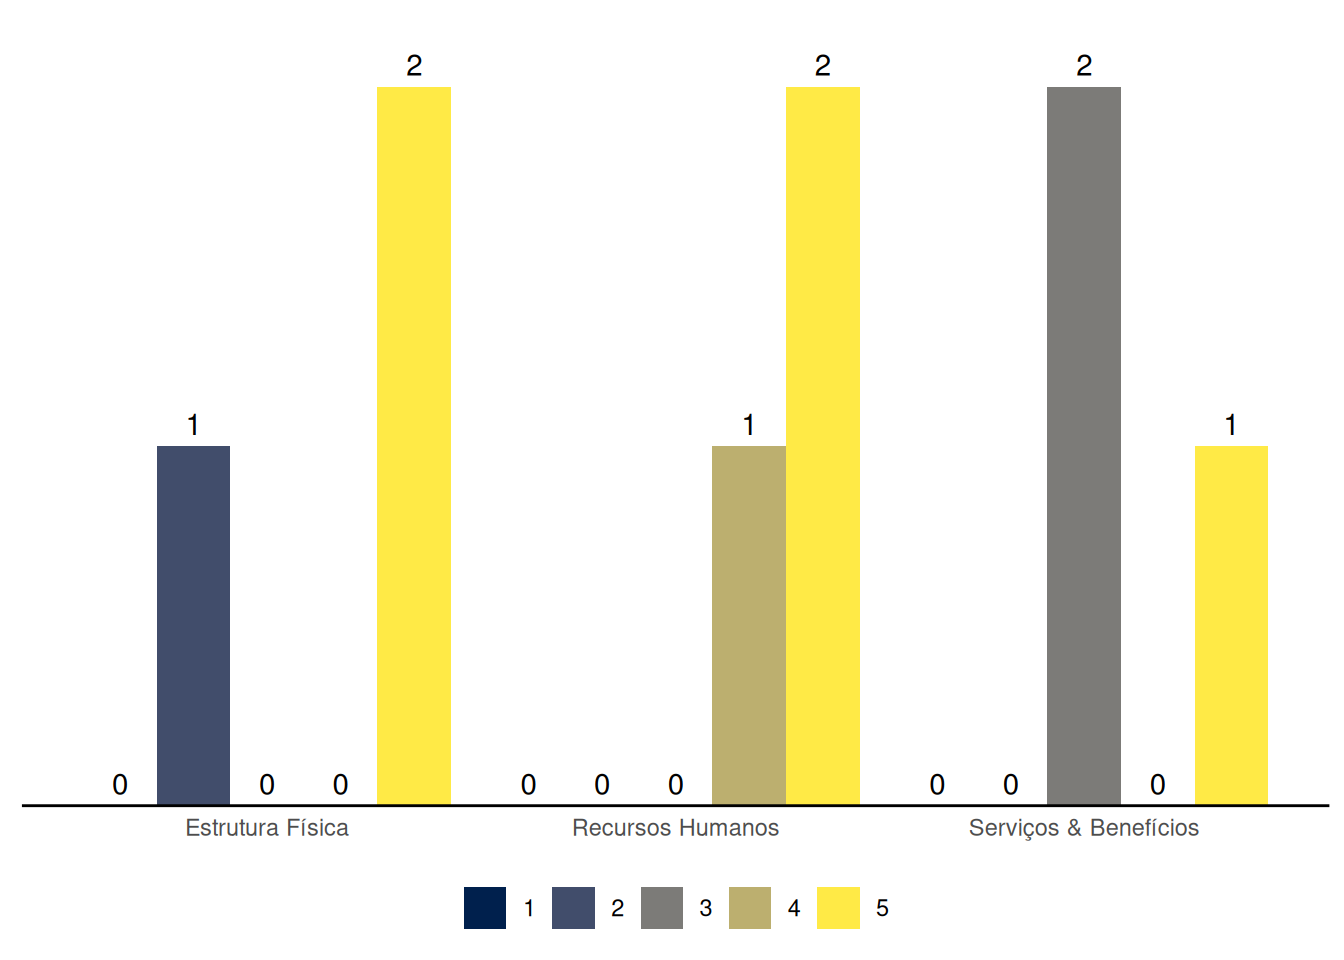 2 2 2
1 1 1
0 0 0 0 0 0 0 0 0
Estrutura Física Recursos Humanos Serviços & Benefícios
1 2 3 4 5